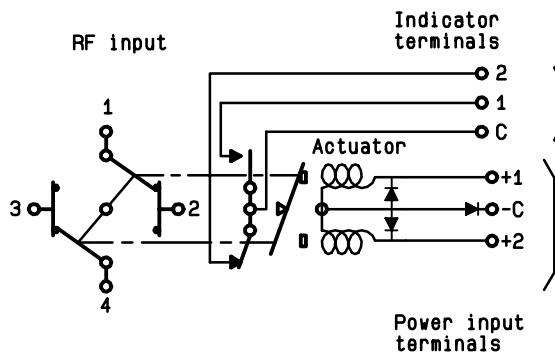 RF input
Indicator
terminals
2
1
C
Actuator
1
3
2
4
+1
-C
+2
Power input
terminals